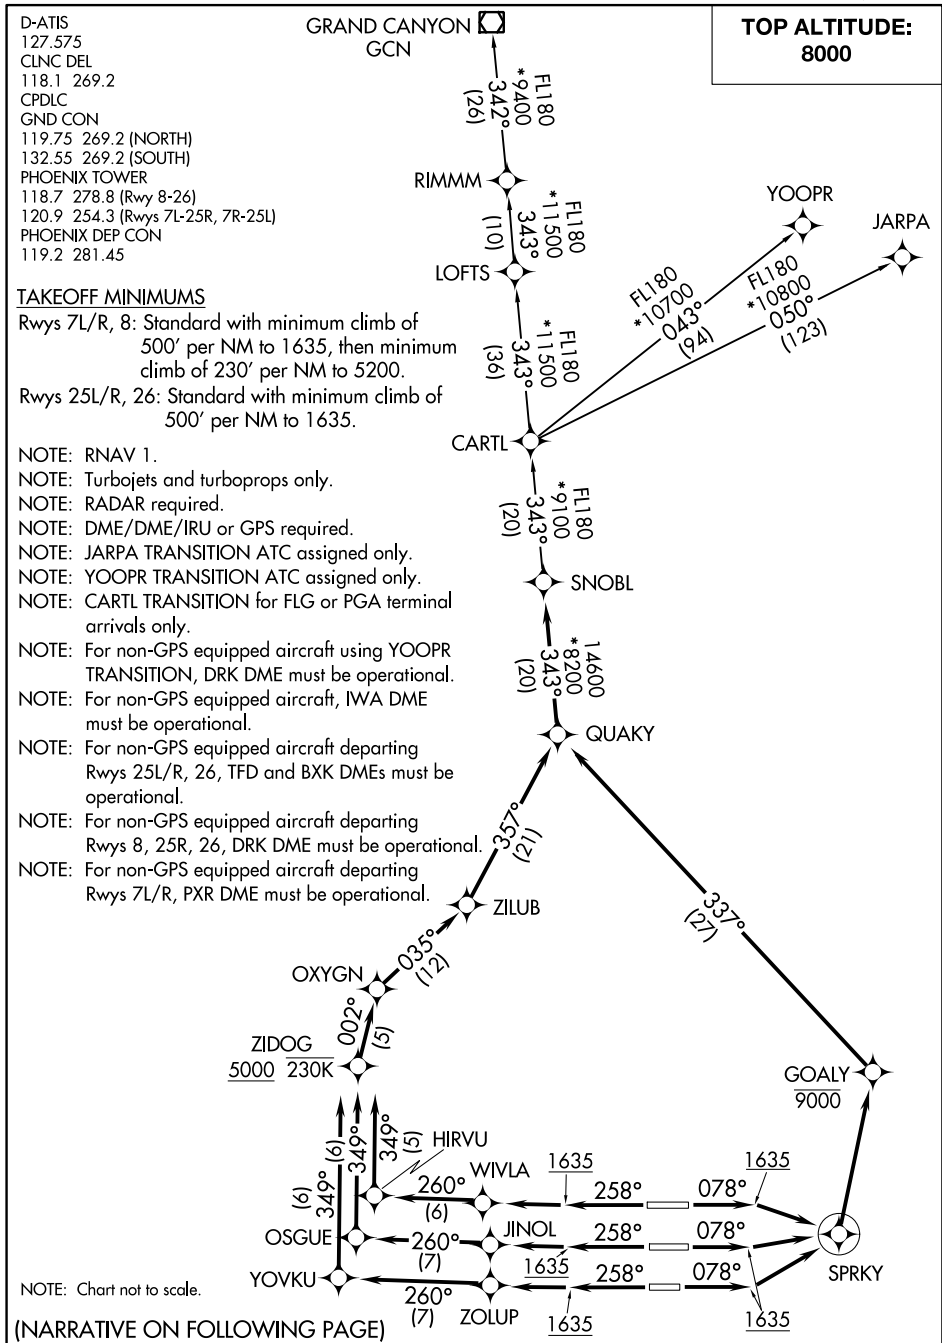 D-ATIS
127.575
CLNC DEL
118.1 269.2
CPDLC
GND CON
119.75 269.2 (NORTH)
132.55 269.2 (SOUTH)
PHOENIX TOWER
118.7 278.8 (Rwy 8-26)
120.9 254.3 (Rwys 7L-25R, 7R-25L)
PHOENIX DEP CON
119.2 281.45
TAKEOFF MINIMUMS
Rwys 7L/R, 8: Standard with minimum climb of
500' per NM to 1635, then minimum
climb of 230' per NM to 5200.
Rwys 25L/R, 26: Standard with minimum climb of
500' per NM to 1635.
NOTE: RNAV 1.
NOTE: Turbojets and turboprops only.
NOTE: RADAR required.
NOTE: DME/DME/IRU or GPS required.
NOTE: JARPA TRANSITION ATC assigned only.
NOTE: YOOPR TRANSITION ATC assigned only.
NOTE: CARTL TRANSITION for FLG or PGA terminal
arrivals only.
NOTE: For non-GPS equipped aircraft using YOOPR
TRANSITION, DRK DME must be operational.
NOTE: For non-GPS equipped aircraft, IWA DME
must be operational.
NOTE: For non-GPS equipped aircraft departing
Rwys 25L/R, 26, TFD and BXK DMEs must be
operational.
NOTE: For non-GPS equipped aircraft departing
Rwys 8, 25R, 26, DRK DME must be operational.
NOTE: For non-GPS equipped aircraft departing
Rwys 7L/R, PXR DME must be operational.
TOP ALTITUDE:
8000
GRAND CANYON
GCN
FL180
*9400
342°
(26)
RIMMM
FL180
*11500
343°
(10)
LOFTS
YOOPR
JARPA
FL180
*10700
043°
(94)
FL180
*10800
050°
(123)
FL180
*11500
343°
(36)
CARTL
FL180
*9100
343°
(20)
SNOBL
14600
*8200
343°
(20)
QUAKY
357°
(21)
337°
(27)
ZILUB
035°
(12)
OXYGN
002°
(5)
ZIDOG
5000 230K
GOALY
9000
349°
(6)
349°
(6)
349°
(5)
HIRVU
WIVLA
260°
(6)
1635
258°
078°
1635
OSGUE
260°
(7)
JINOL
1635
258°
078°
SPRKY
YOVKU
260°
(7)
ZOLUP
1635
258°
078°
1635
NOTE: Chart not to scale.
(NARRATIVE ON FOLLOWING PAGE)